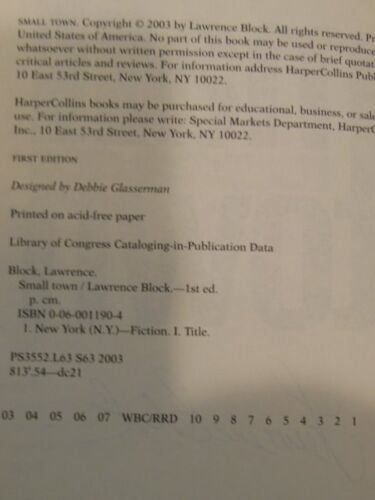 SMALL TOWN. Copyright © 2003 by Lawrence Block. All rights reserved.
United States of America. No part of this book may be used or reproduce
whatsoever without written permission except in the case of brief quota
critical articles and reviews. For information address HarperCollins Publ
10 East 53rd Street, New York, NY 10022.
HarperCollins books may be purchased for educational, business, or sal
use. For information please write: Special Markets Department, HarperC
Inc., 10 East 53rd Street, New York, NY 10022.
FIRST EDITION
Designed by Debbie Glasserman
Printed on acid-free paper
Library of Congress Cataloging-in-Publication Data
Block, Lawrence.
Small town / Lawrence Block.—1st ed.
p. cm.
ISBN 0-06-001190-4
1. New York (N.Y.)—Fiction. I. Title.
PS3552.L63 S63 2003
813'.54—dc21
03 04 05 06 07 WBC/RRD 10 9 8 7 6 5 4 3 2 1